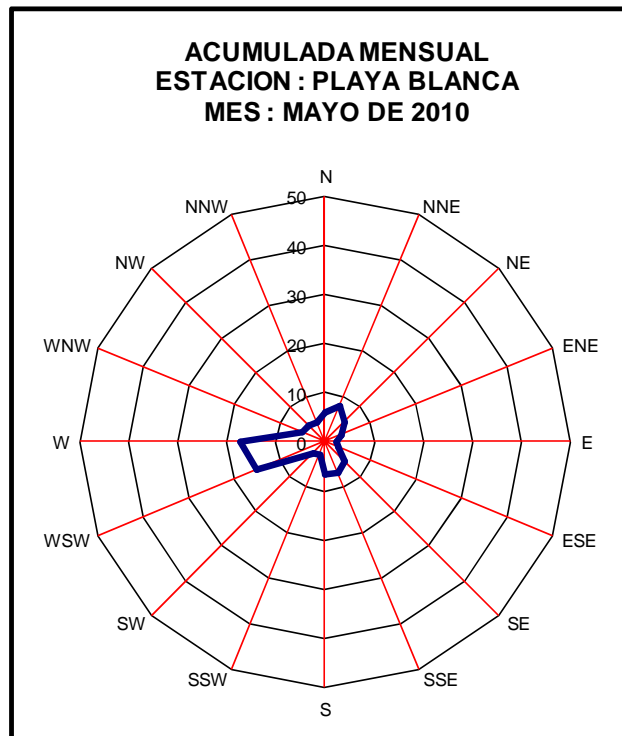 ACUMULADA MENSUAL
ESTACION : PLAYA BLANCA
MES : MAYO DE 2010
N
50
NNW
NNE
40
NW
NE
30
20
WNW
ENE
10
W
0
E
WSW
ESE
SW
SE
SSW
SSE
S